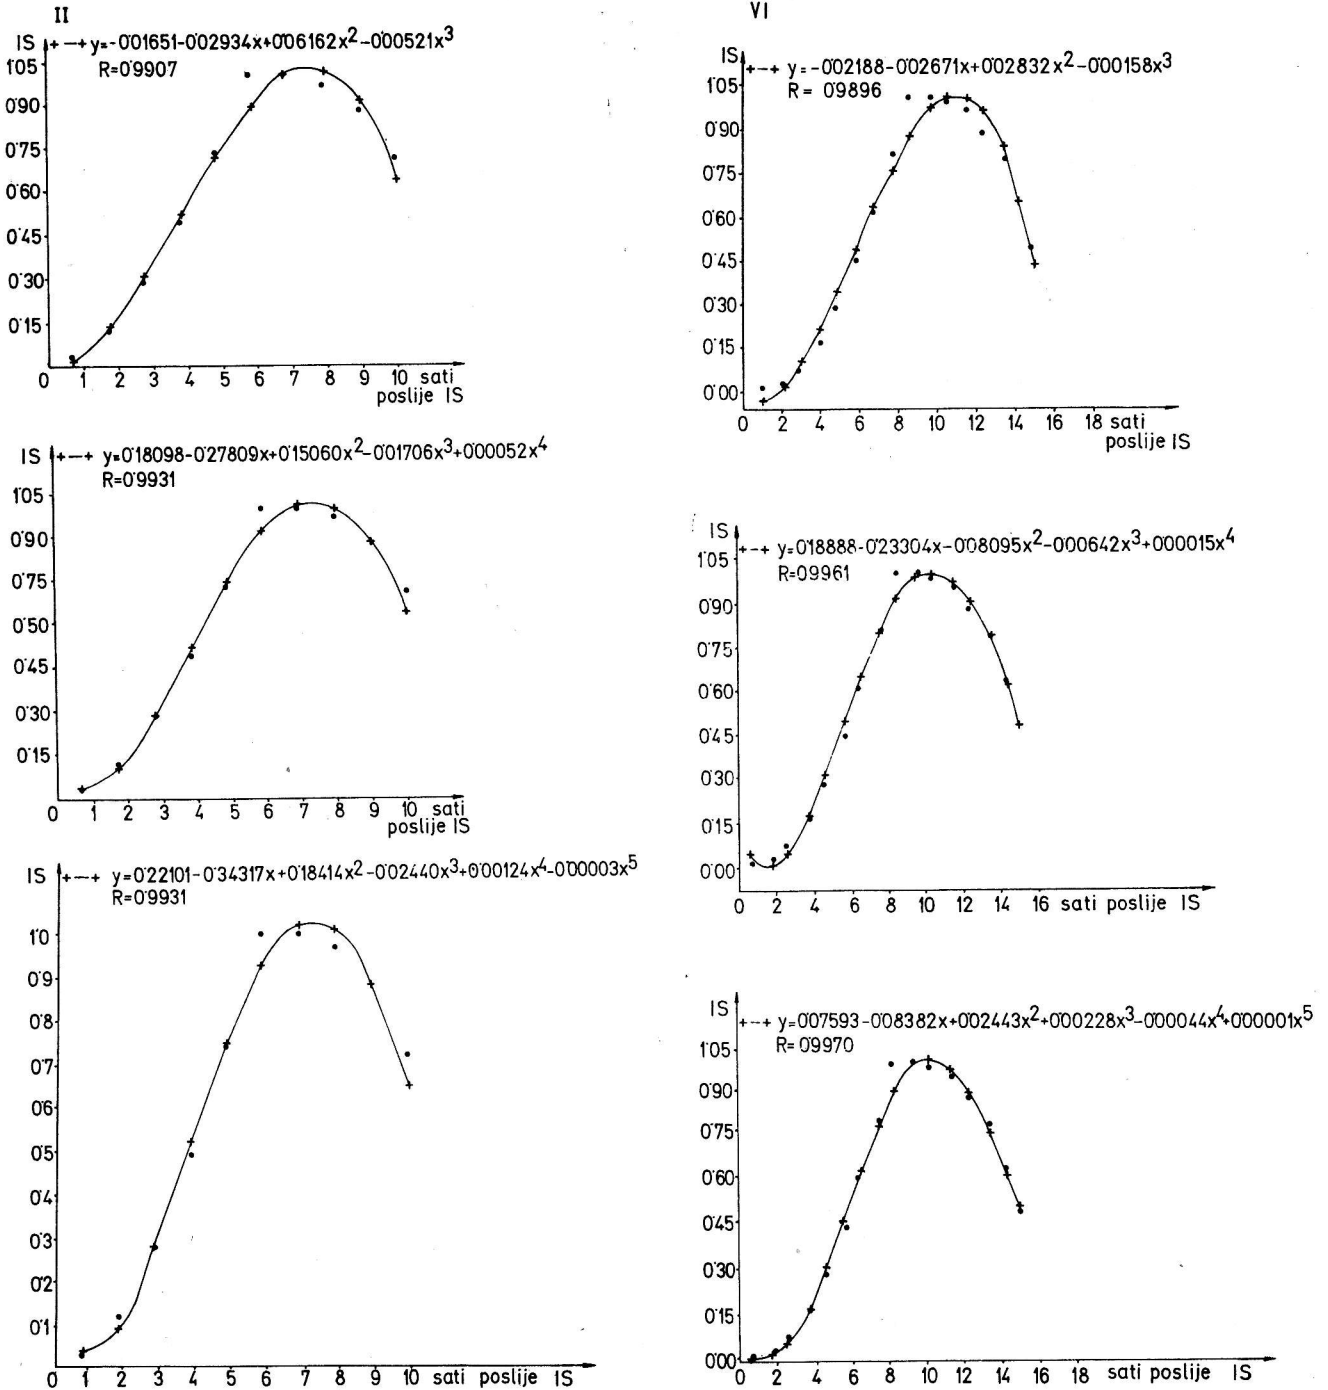 II
IS +—+ y=-0.01651-0.02934x+0.06162x²-0.00521x³
R=0.9907
1.05
0.90
0.75
0.60
0.45
0.30
0.15
0 1 2 3 4 5 6 7 8 9 10 sati
poslije IS
IS +—+ y=0.18098-0.27809x+0.15060x²-0.01706x³+0.00052x⁴
R=0.9931
1.05
0.90
0.75
0.50
0.45
0.30
0.15
0 1 2 3 4 5 6 7 8 9 10 sati
poslije IS
IS +—+ y=0.22101-0.34317x+0.18414x²-0.02440x³+0.00124x⁴-0.00003x⁵
R=0.9931
1.0
0.9
0.8
0.7
0.6
0.5
0.4
0.3
0.2
0.1
0 1 2 3 4 5 6 7 8 9 10 sati poslije IS
VI
IS
+—+ y=-0.02188-0.02671x+0.02832x²-0.00158x³
R= 0.9896
1.05
0.90
0.75
0.60
0.45
0.30
0.15
0.00
0 2 4 6 8 10 12 14 16 18 sati
poslije IS
IS
+—+ y=0.18888-0.23304x-0.08095x²-0.00642x³+0.00015x⁴
R=0.9961
1.05
0.90
0.75
0.60
0.45
0.30
0.15
0.00
0 2 4 6 8 10 12 14 16 sati poslije IS
IS
+—+ y=0.07593-0.08382x+0.02443x²+0.00228x³-0.00044x⁴+0.00001x⁵
R= 0.9970
1.05
0.90
0.75
0.60
0.45
0.30
0.15
0.00
0 2 4 6 8 10 12 14 16 18 sati poslije IS